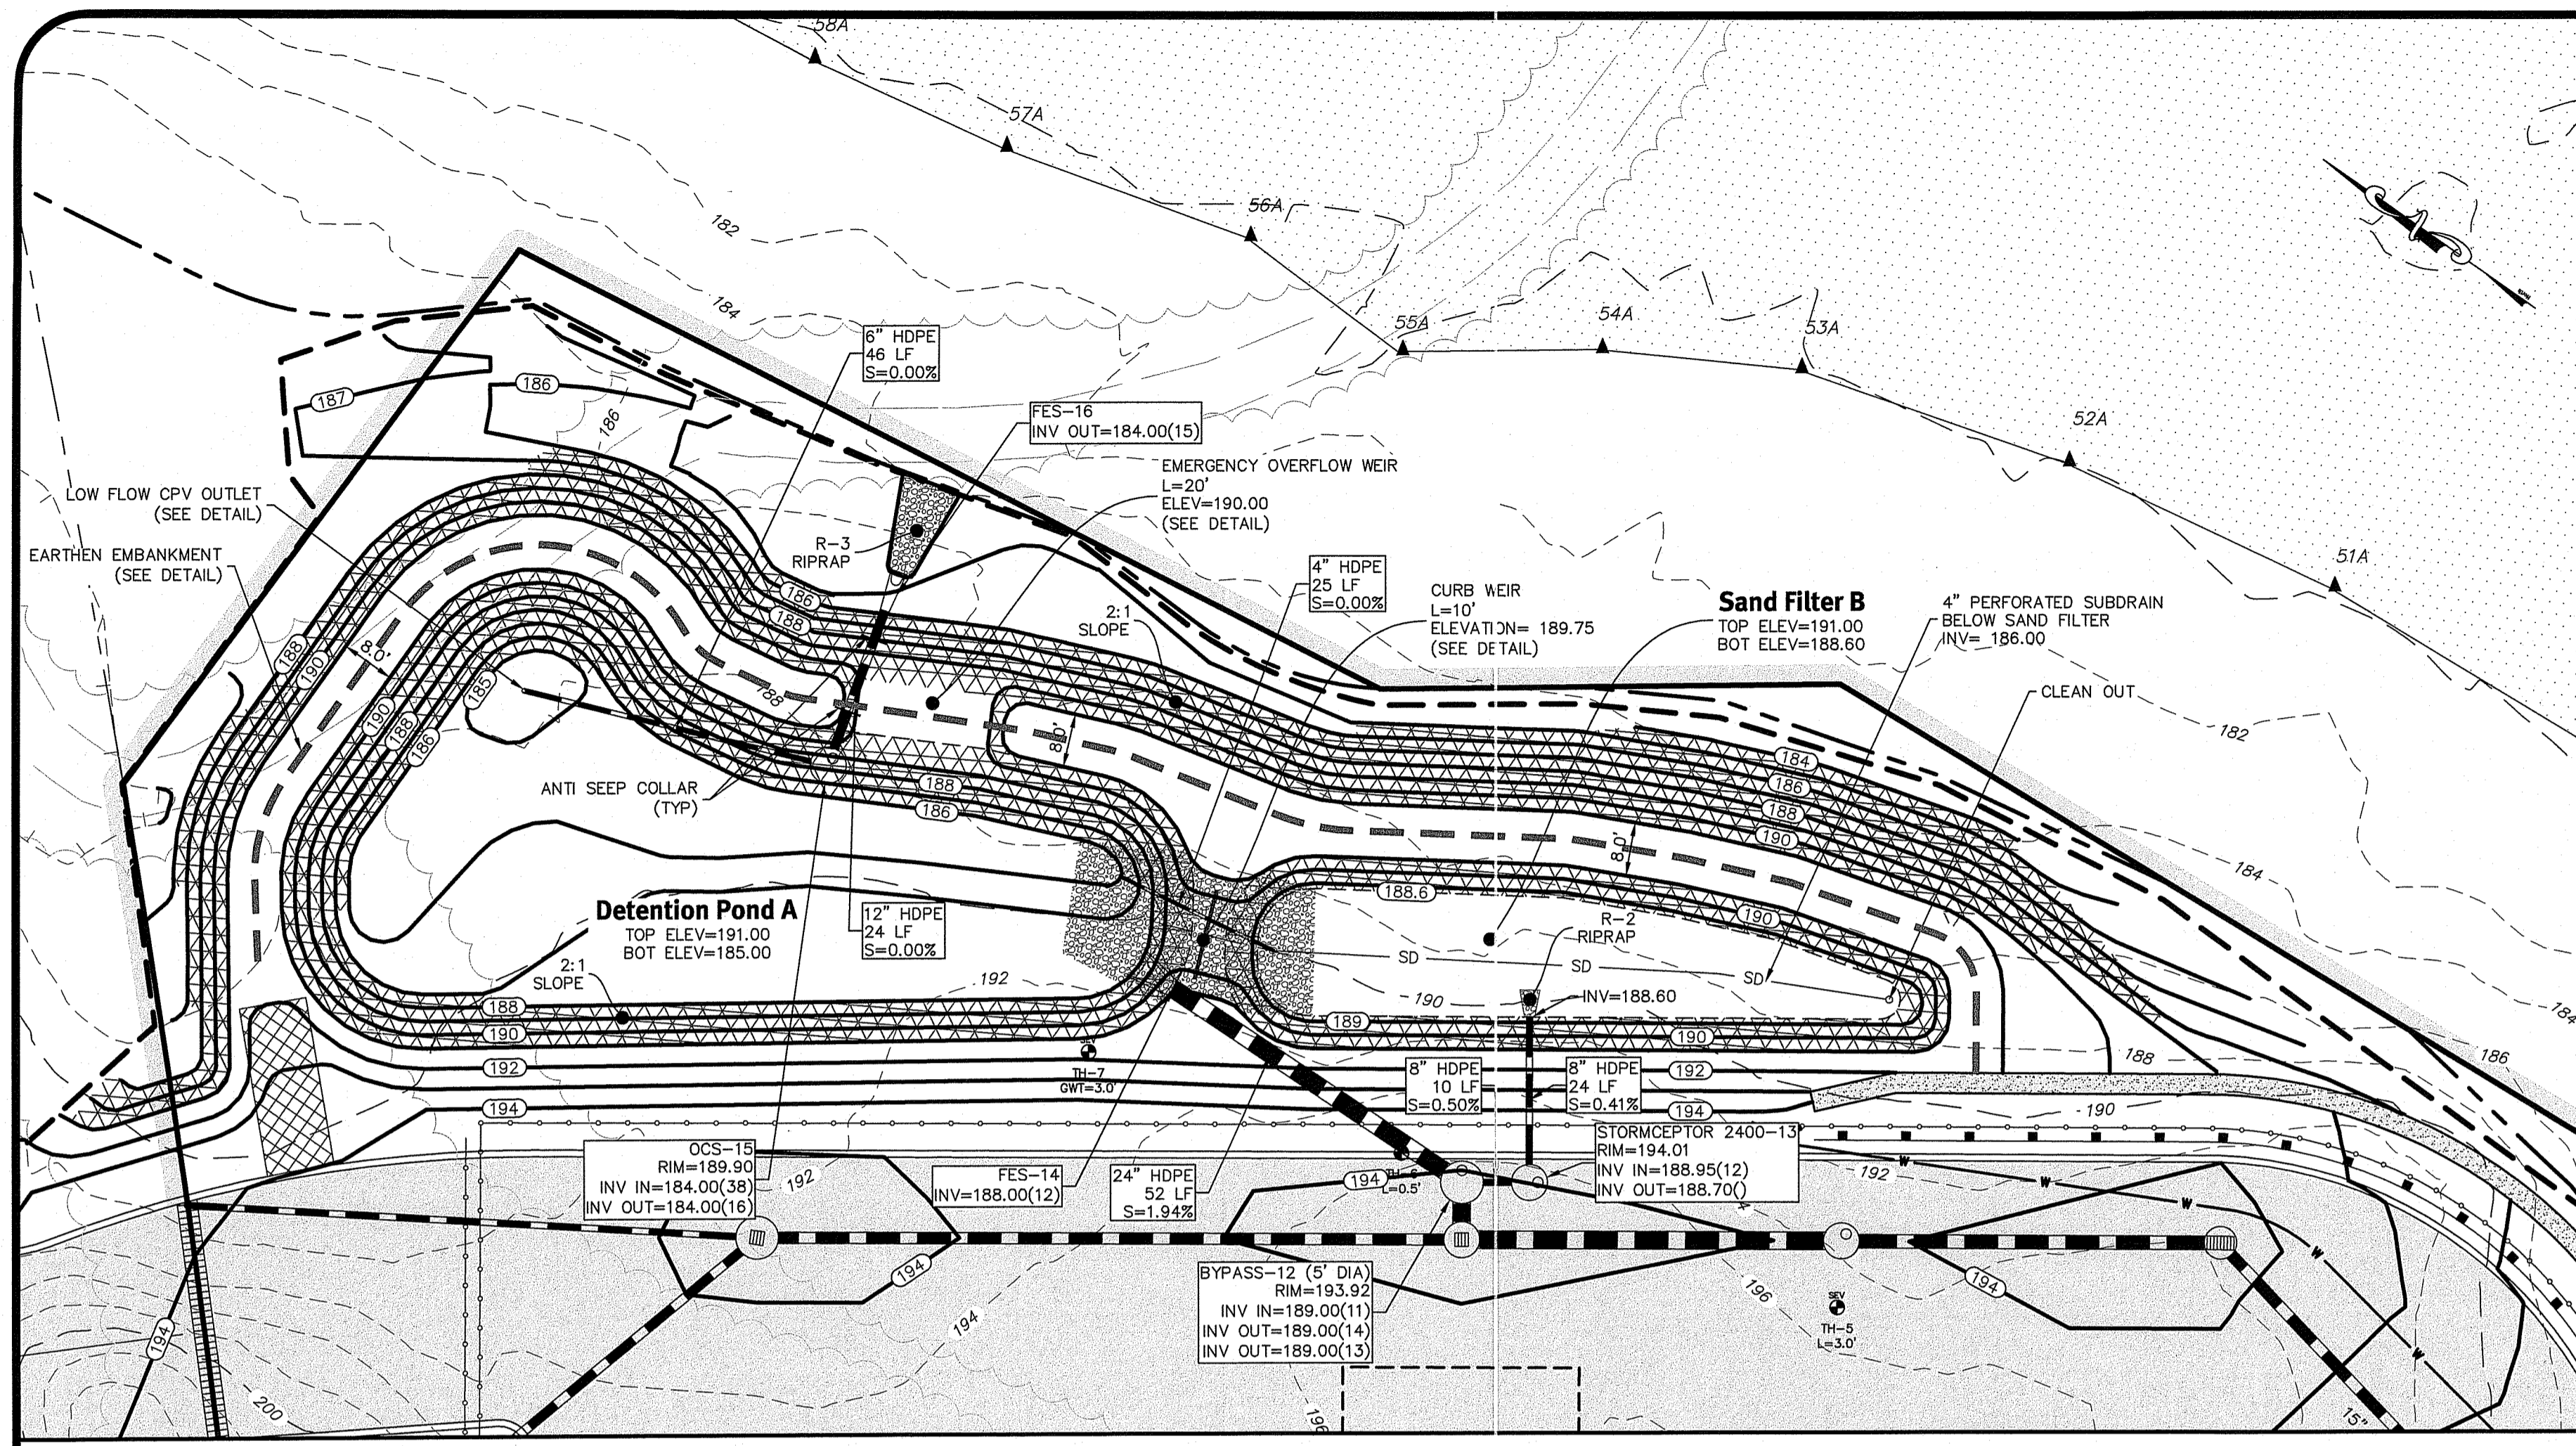 58A
57A
56A
55A
54A
53A
52A
51A
182
184
187
186
186
6" HDPE
46 LF
S=0.00%
FES-16
INV OUT=184.00(15)
EMERGENCY OVERFLOW WEIR
L=20'
ELEV=190.00
(SEE DETAIL)
LOW FLOW CPV OUTLET
(SEE DETAIL)
EARTHEN EMBANKMENT
(SEE DETAIL)
R-3
RIPRAP
4" HDPE
25 LF
S=0.00%
CURB WEIR
L=10'
ELEVATION= 189.75
(SEE DETAIL)
2:1
SLOPE
Sand Filter B
TOP ELEV=191.00
BOT ELEV=188.60
4" PERFORATED SUBDRAIN
BELOW SAND FILTER
INV= 186.00
CLEAN OUT
186
188
188
190
8.0'
185
190
188
186
188
8.0'
182
184
186
188
190
8.0'
ANTI SEEP COLLAR
(TYP)
188
186
184
184
186
188.6
190
R-2
RIPRAP
SD
SD
SD
Detention Pond A
TOP ELEV=191.00
BOT ELEV=185.00
12" HDPE
24 LF
S=0.00%
2:1
SLOPE
192
190
INV=188.60
188
190
189
190
188
192
194
SEV
TH-7
GWT=3.0'
8" HDPE
10 LF
S=0.50%
8" HDPE
24 LF
S=0.41%
192
194
190
OCS-15
RIM=189.90
INV IN=184.00(38)
INV OUT=184.00(16)
192
FES-14
INV=188.00(12)
24" HDPE
52 LF
S=1.94%
194
L=0.5'
STORMCEPTOR 2400-13
RIM=194.01
INV IN=188.95(12)
INV OUT=188.70()
192
W
W
W
W
W
BYPASS-12 (5' DIA)
RIM=193.92
INV IN=189.00(11)
INV OUT=189.00(14)
INV OUT=189.00(13)
194
194
194
196
SEV
TH-5
L=3.0'
194
200
196
15"